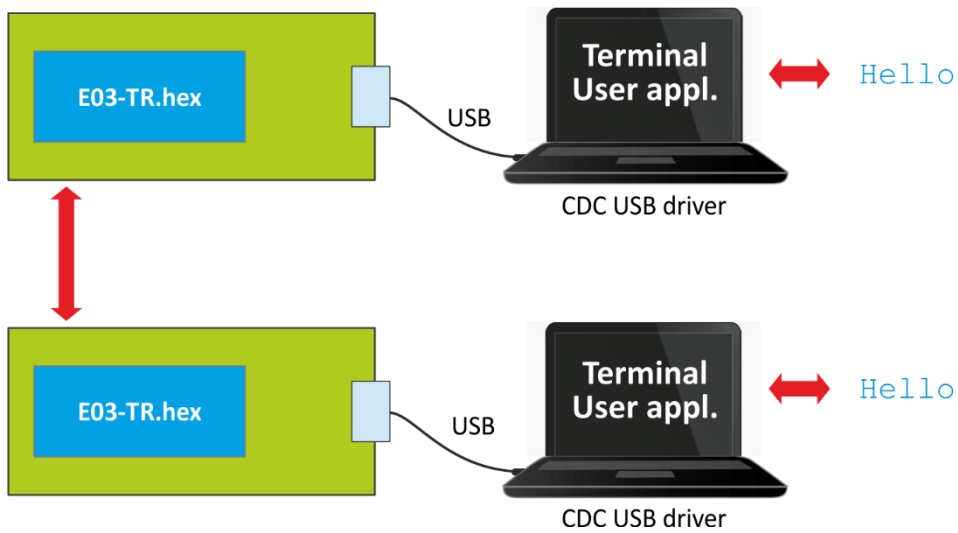 E03-TR.hex
USB
Terminal
User appl.
Hello
CDC USB driver
E03-TR.hex
USB
Terminal
User appl.
Hello
CDC USB driver